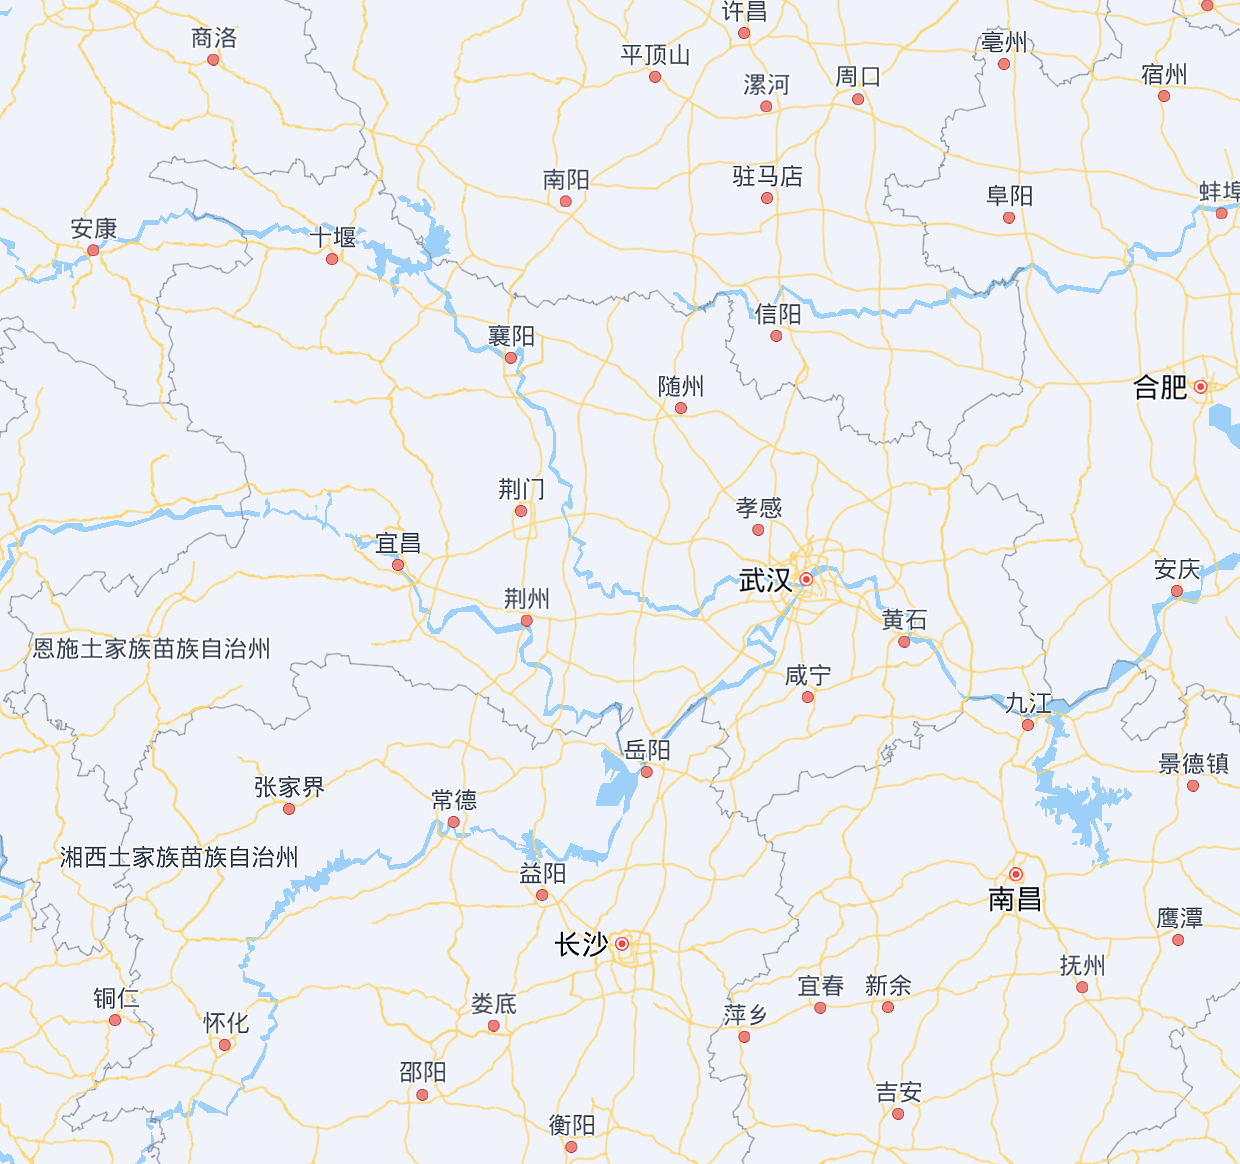 许昌
商洛
亳州
平顶山
宿州
周口
漯河
驻马店
南阳
蚌埠
阜阳
安康
十堰
信阳
襄阳
随州
合肥
荆门
孝感
宜昌
安庆
武汉
荆州
黄石
恩施土家族苗族自治州
咸宁
九江
岳阳
景德镇
张家界
常德
湘西土家族苗族自治州
益阳
南昌
鹰潭
长沙
抚州
宜春
新余
铜仁
娄底
萍乡
怀化
邵阳
吉安
衡阳